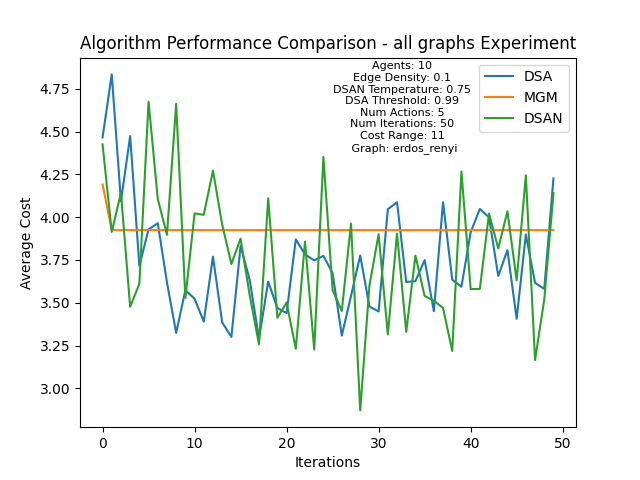 Algorithm Performance Comparison - all graphs Experiment
Agents: 10
Edge Density: 0.1
DSAN Temperature: 0.75
DSA Threshold: 0.99
Num Actions: 5
Num Iterations: 50
Cost Range: 11
Graph: erdos_renyi
DSA
MGM
DSAN
Average Cost
4.75
4.50
4.25
4.00
3.75
3.50
3.25
3.00
0 10 20 30 40 50
Iterations